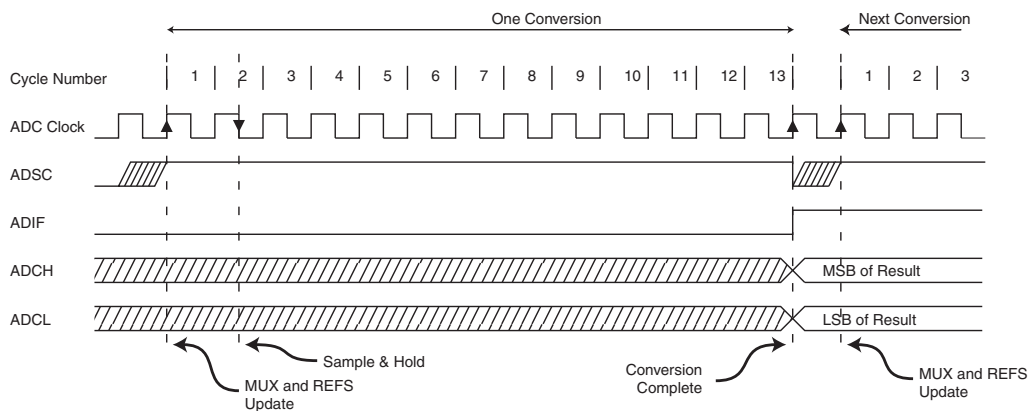 One Conversion
Next Conversion
Cycle Number 1 2 3 4 5 6 7 8 9 10 11 12 13 1 2 3
ADC Clock
ADSC
ADIF
ADCH MSB of Result
ADCL LSB of Result
MUX and REFS
Update
Sample & Hold
Conversion
Complete
MUX and REFS
Update